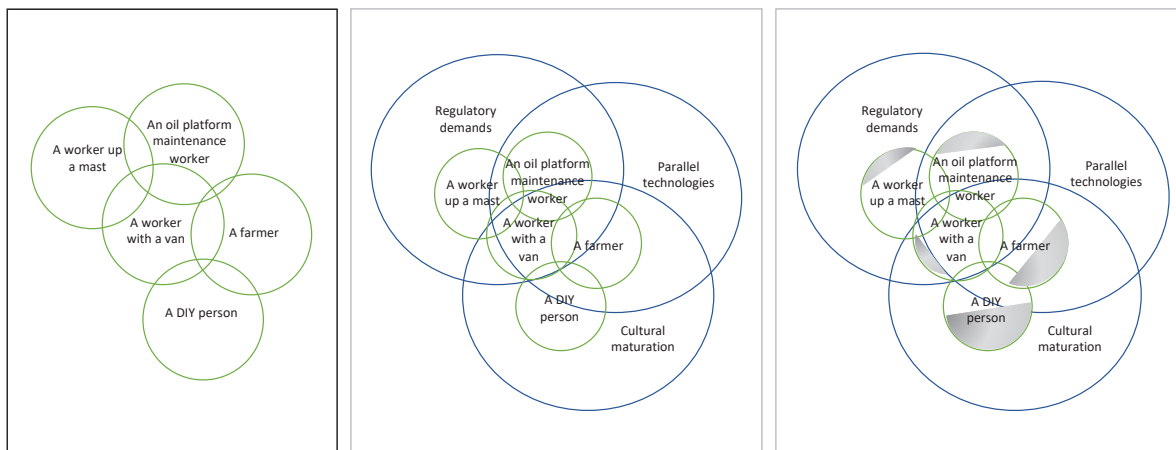 An oil platform
maintenance
worker
A worker up
a mast
A worker
with a van
A farmer
A DIY person
Regulatory
demands
Parallel
technologies
An oil platform
maintenance
worker
A worker
up a mast
A worker
with a
van
A farmer
A DIY
person
Cultural
maturation
Regulatory
demands
Parallel
technologies
An oil platform
maintenance
worker
A worker
up a mast
A worker
with a
van
A farmer
A DIY
person
Cultural
maturation